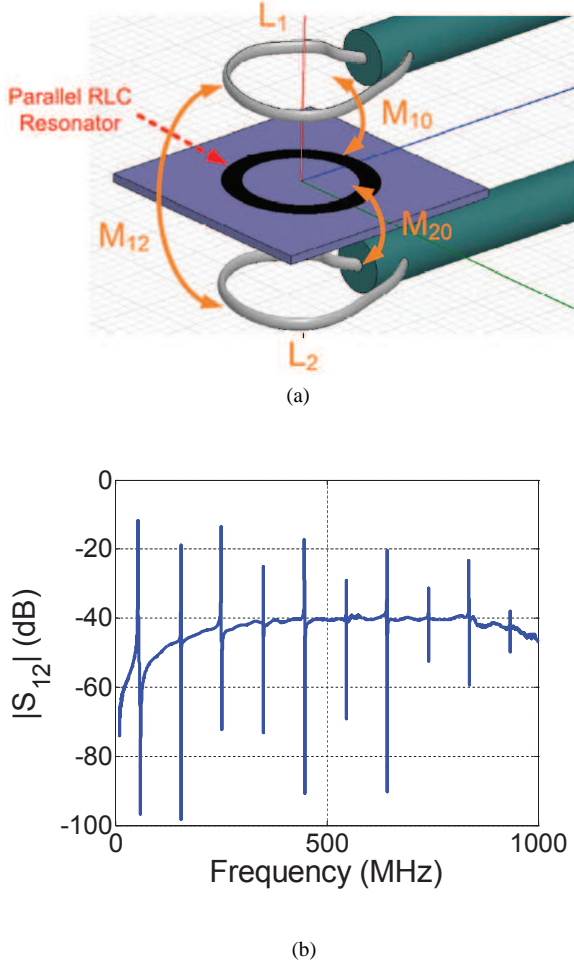 L₁
Parallel RLC
Resonator
M₁₀
M₁₂
M₂₀
L₂
(a)
0
-20
-40
-60
-80
-100
|S₁₂| (dB)
0 500 1000
Frequency (MHz)
(b)